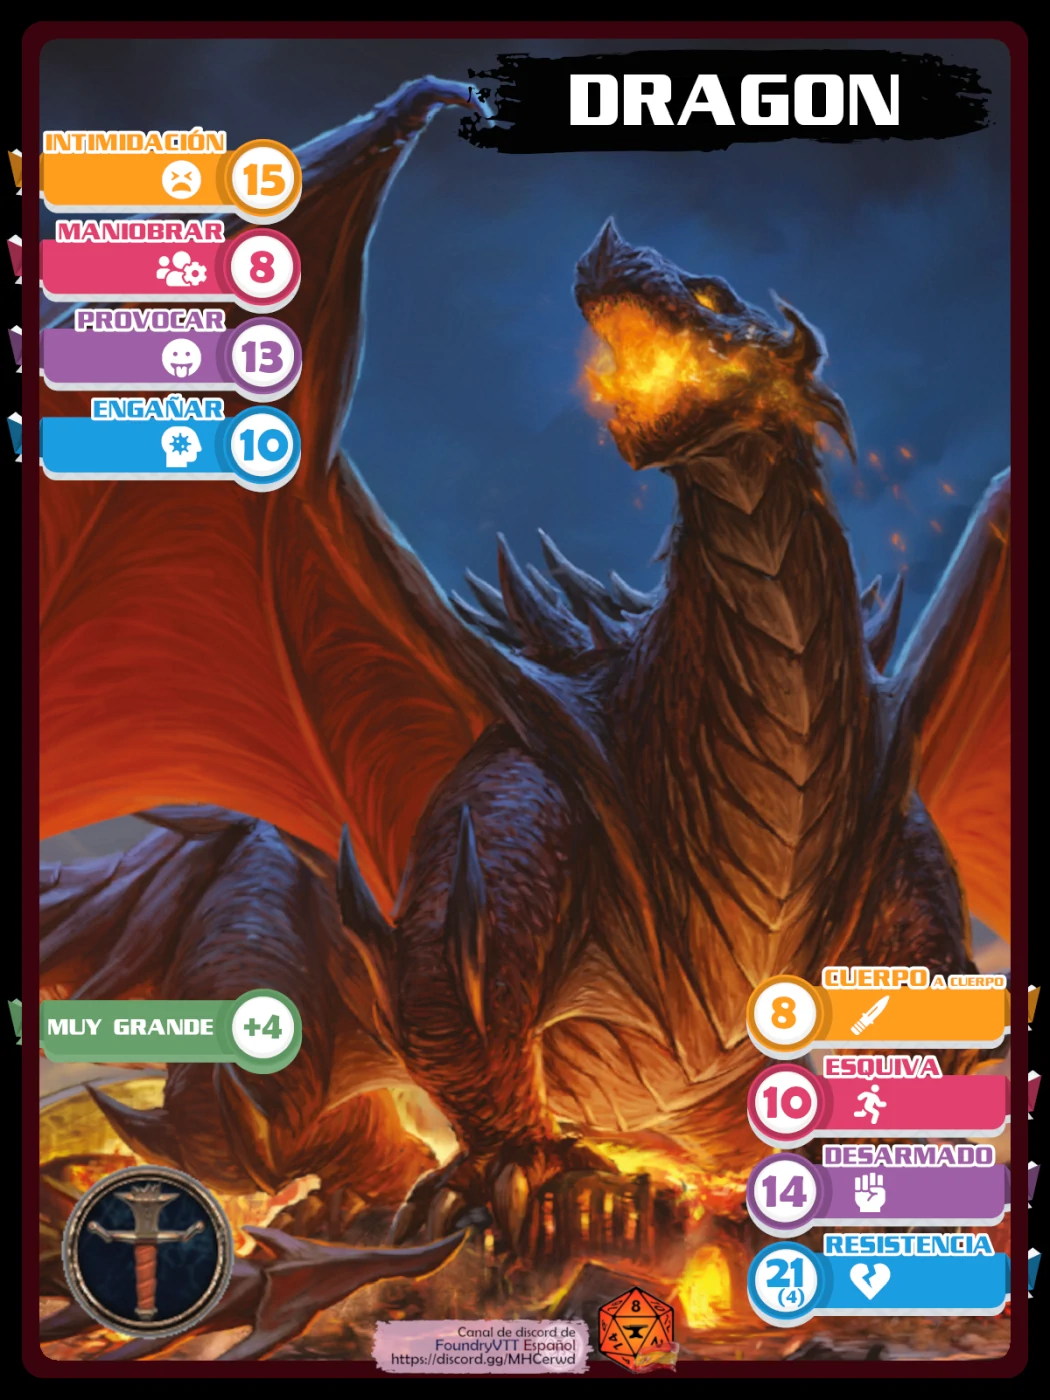 DRAGON
INTIMIDACIÓN
15
MANIOBRAR
8
PROVOCAR
13
ENGAÑAR
10
MUY GRANDE +4
CUERPO A CUERPO
8
ESQUIVA
10
DESARMADO
14
RESISTENCIA
21
(4)
8
Canal de discord de
FoundryVTT Español
https://discord.gg/MHCerwd